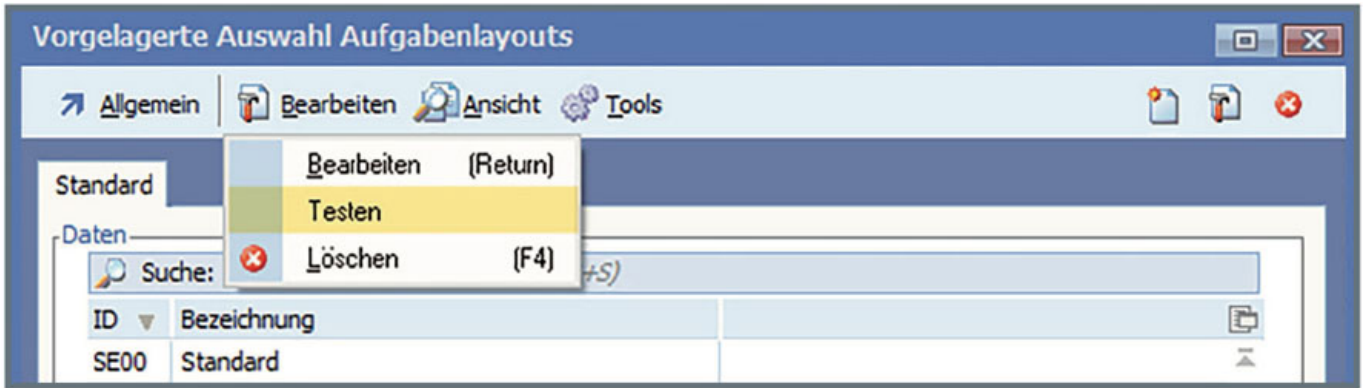 Vorgelagerte Auswahl Aufgabenlayouts
Allgemein Bearbeiten Ansicht Tools
Bearbeiten (Return)
Standard
Testen
Daten
Löschen (F4)
Suche: +S)
ID Bezeichnung
SE00 Standard